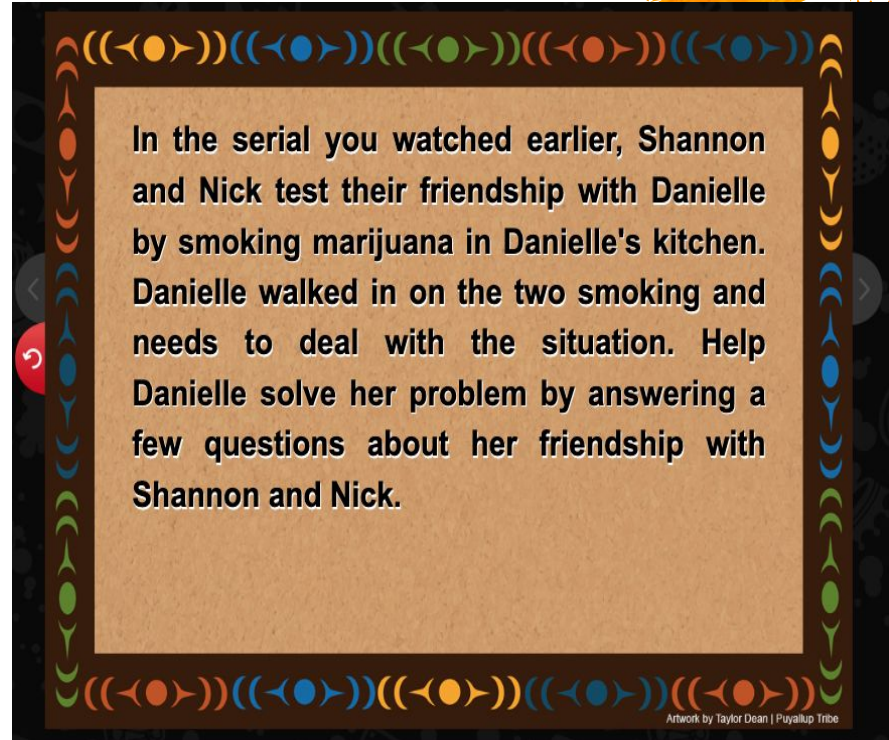 In the serial you watched earlier, Shannon
and Nick test their friendship with Danielle
by smoking marijuana in Danielle's kitchen.
Danielle walked in on the two smoking and
needs to deal with the situation. Help
Danielle solve her problem by answering a
few questions about her friendship with
Shannon and Nick.
Artwork by Taylor Dean | Puyallup Tribe